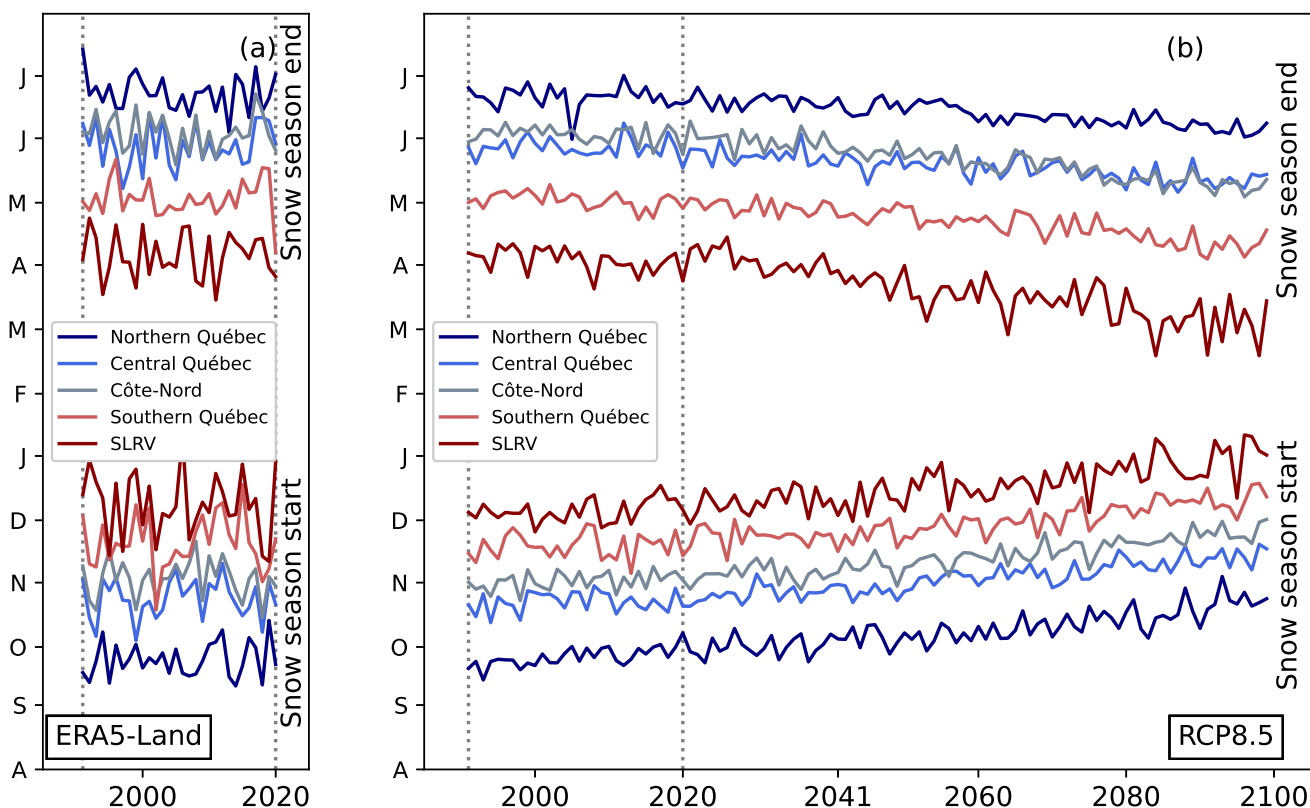 (a)
Snow season end
J
J
M
A
M
F
J
D
N
O
S
A
Northern Québec
Central Québec
Côte-Nord
Southern Québec
SLRV
Snow season start
ERA5-Land
2000
2020
(b)
Snow season end
J
J
M
A
M
F
J
D
N
O
S
A
Northern Québec
Central Québec
Côte-Nord
Southern Québec
SLRV
Snow season start
RCP8.5
2000
2020
2041
2060
2080
2100